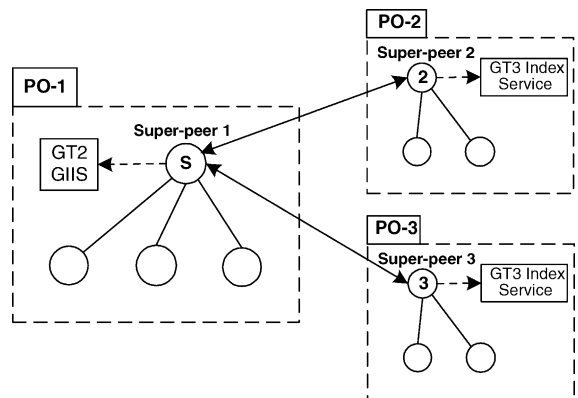 PO-1
Super-peer 1
GT2
GIIS
S
PO-2
Super-peer 2
2
GT3 Index
Service
PO-3
Super-peer 3
3
GT3 Index
Service